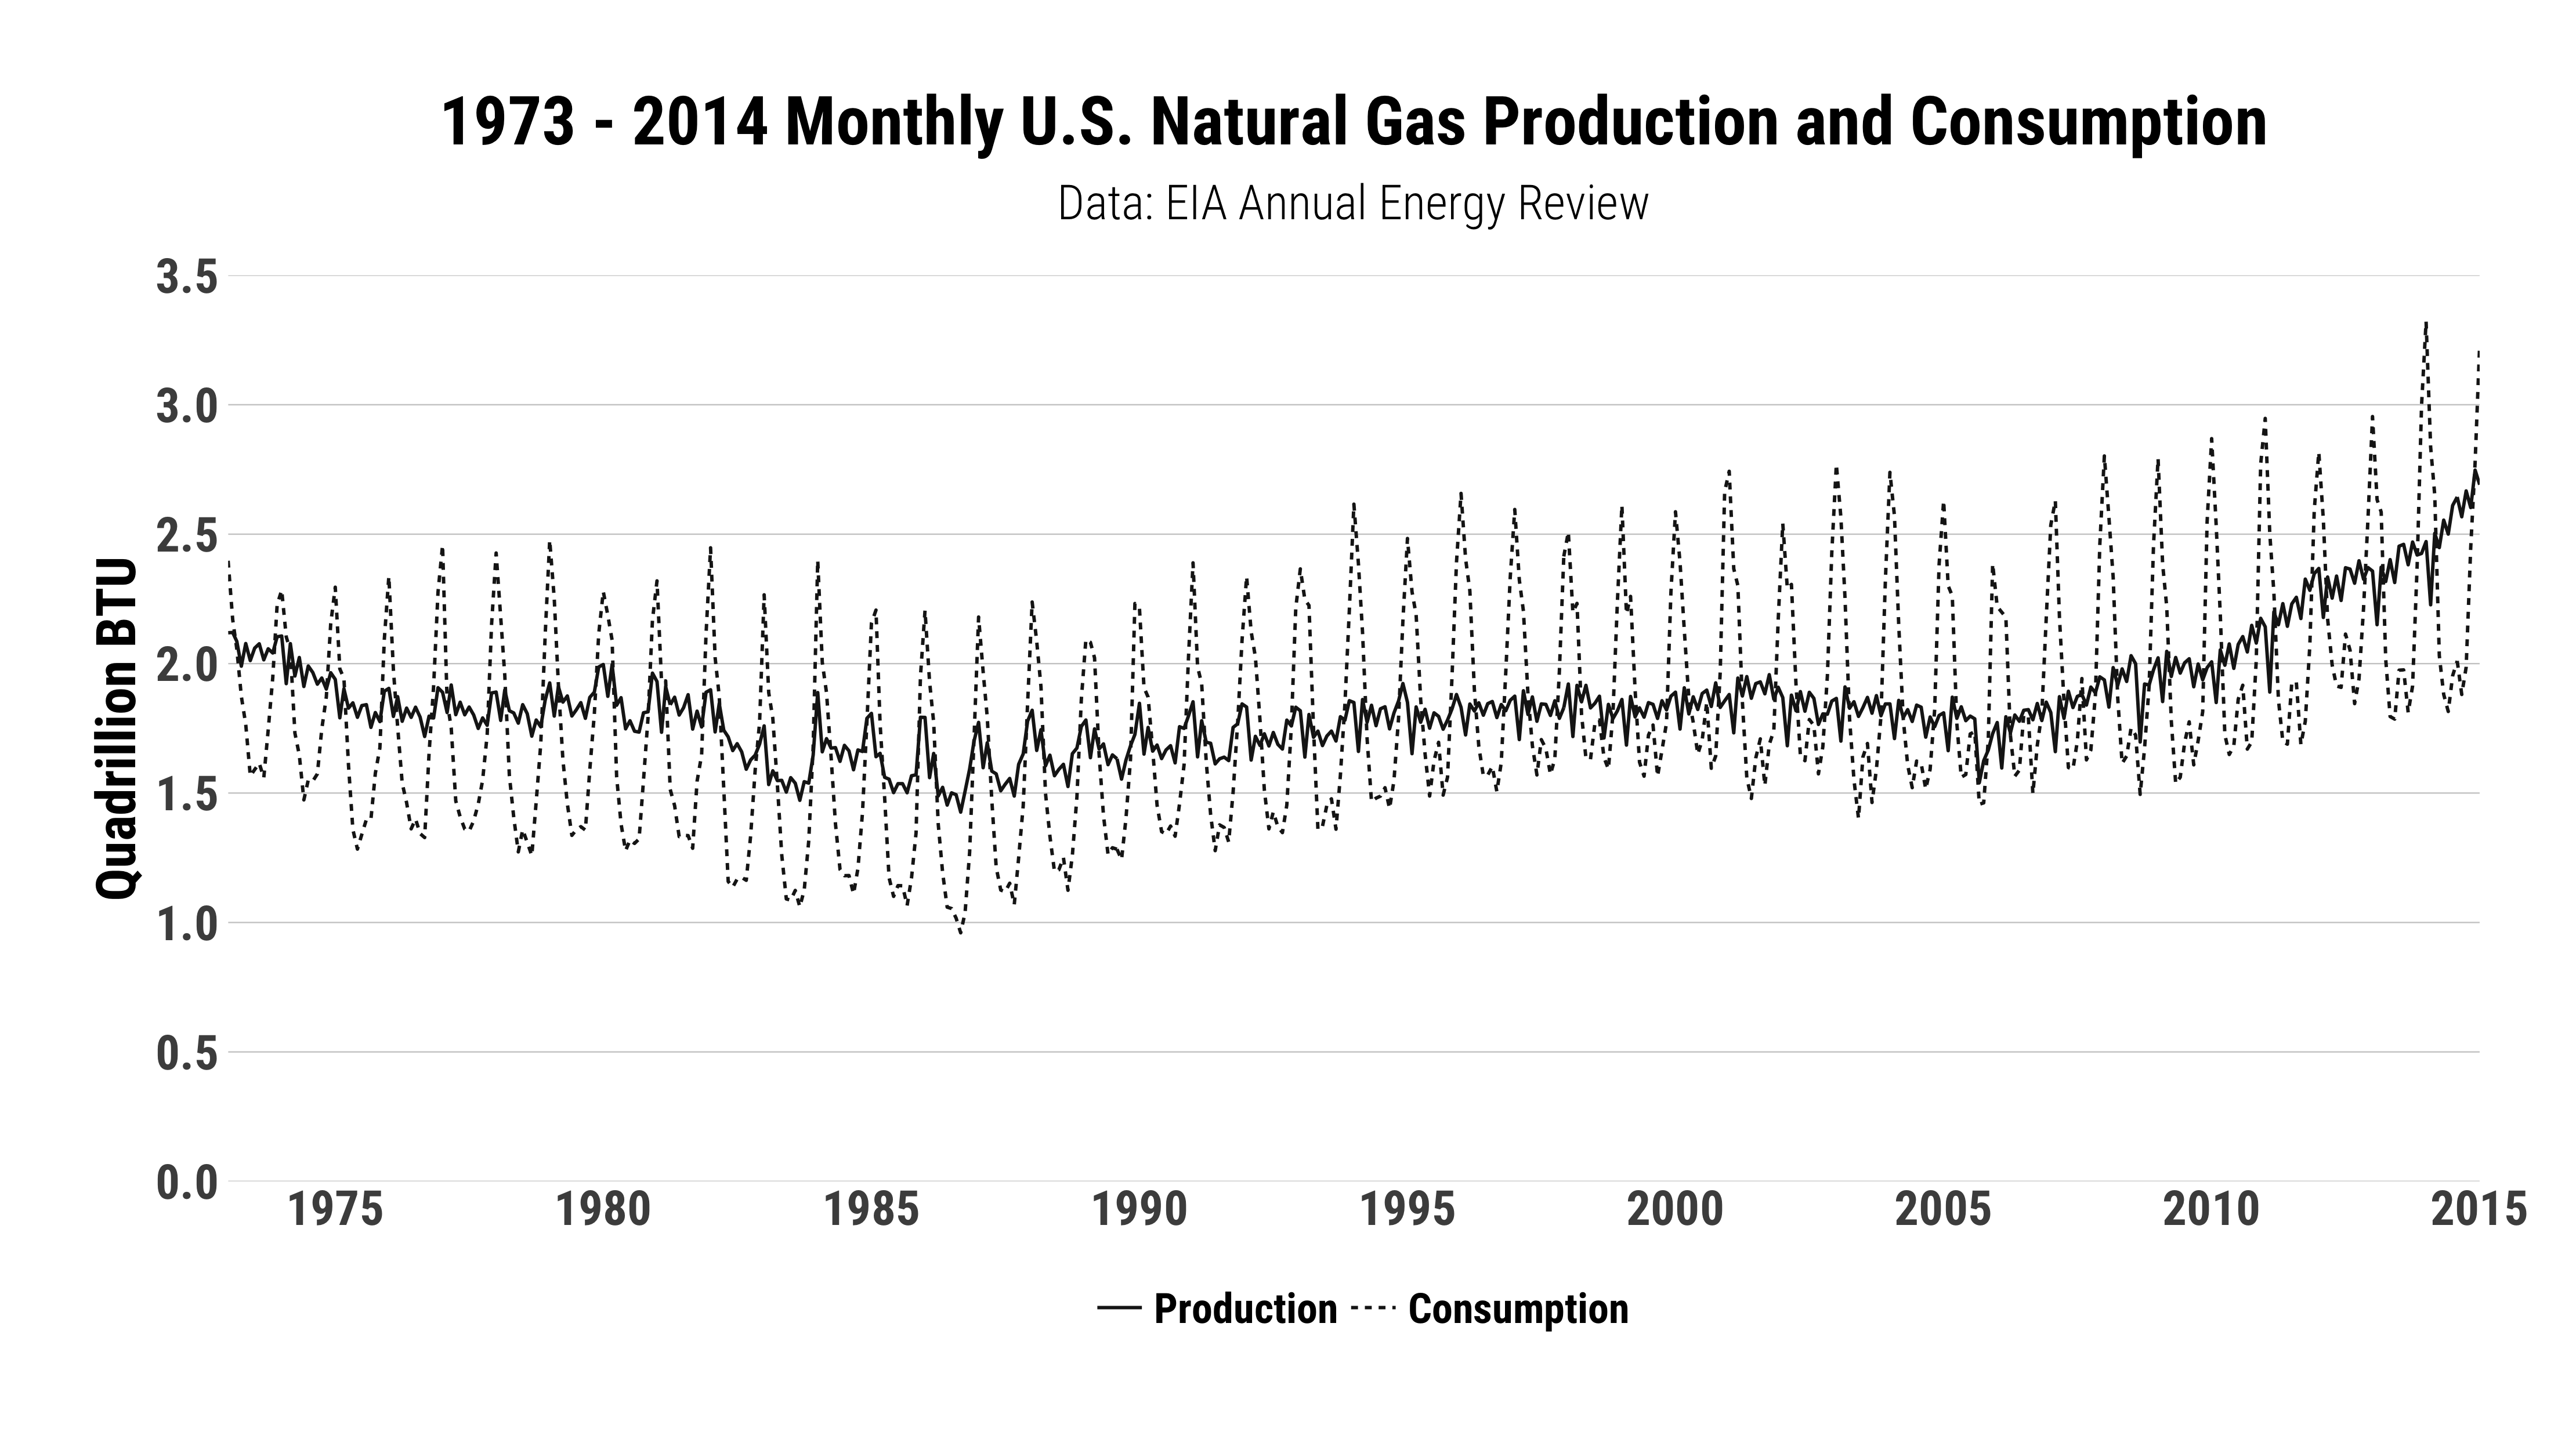 1973 - 2014 Monthly U.S. Natural Gas Production and Consumption
Data: EIA Annual Energy Review
Quadrillion BTU
3.5
3.0
2.5
2.0
1.5
1.0
0.5
0.0
1975 1980 1985 1990 1995 2000 2005 2010 2015
Production Consumption